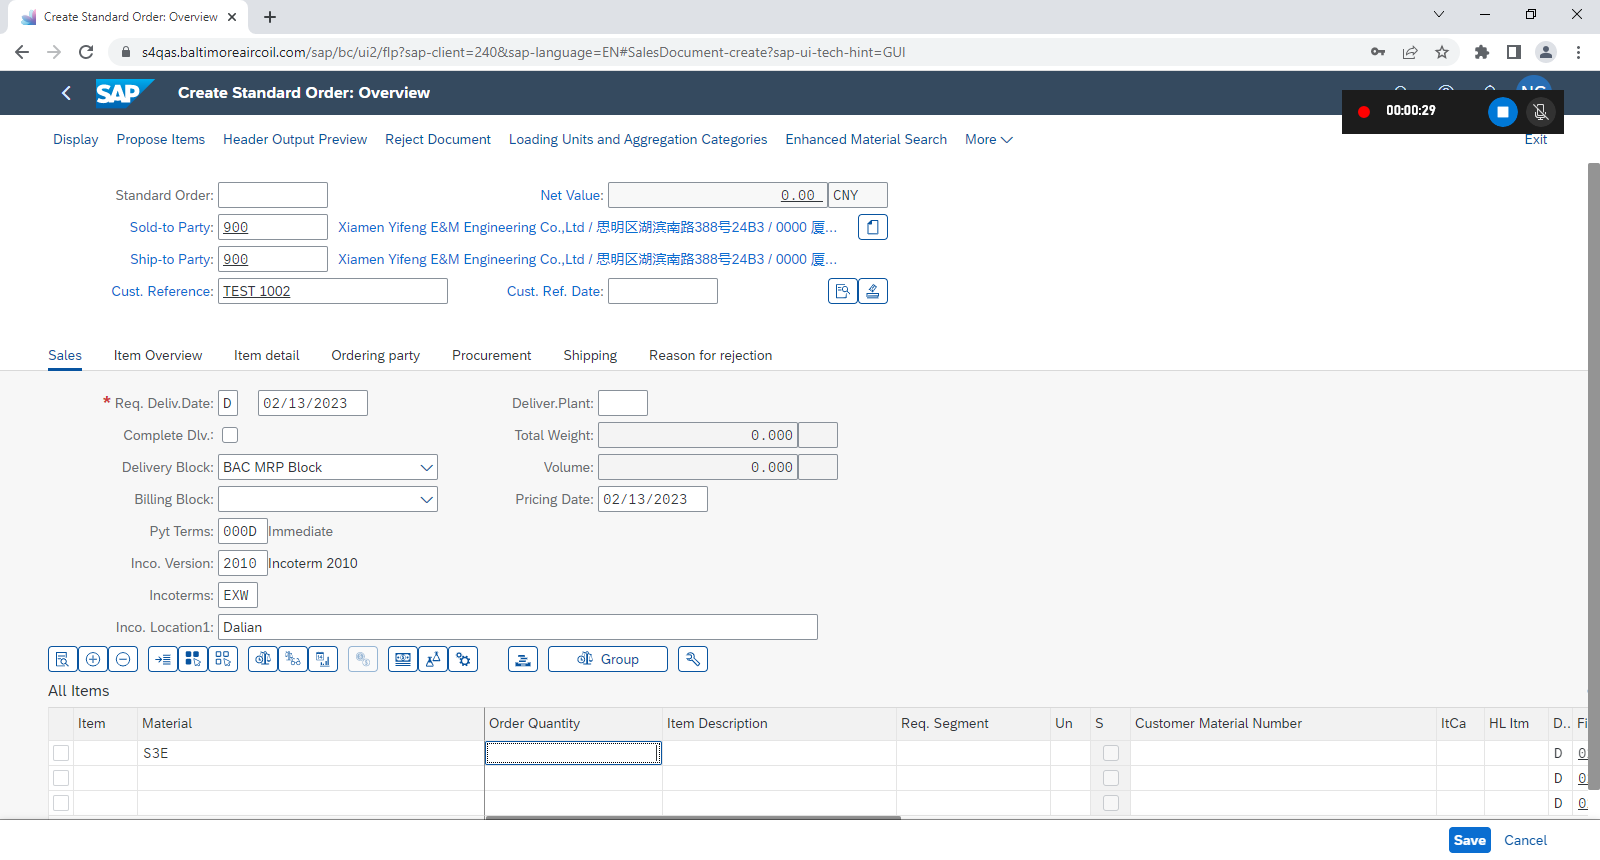 Create Standard Order: Overview
s4qas.baltimoreaircoil.com/sap/bc/ui2/flp?sap-client=240&sap-language=EN#SalesDocument-create?sap-ui-tech-hint=GUI
SAP Create Standard Order: Overview
00:00:29
Display Propose Items Header Output Preview Reject Document Loading Units and Aggregation Categories Enhanced Material Search More Exit
Standard Order: Net Value: 0.00 CNY
Sold-to Party: 900 Xiamen Yifeng E&M Engineering Co.,Ltd / 思明区湖滨南路388号24B3 / 0000 厦...
Ship-to Party: 900 Xiamen Yifeng E&M Engineering Co.,Ltd / 思明区湖滨南路388号24B3 / 0000 厦...
Cust. Reference: TEST 1002 Cust. Ref. Date:
Sales Item Overview Item detail Ordering party Procurement Shipping Reason for rejection
* Req. Deliv.Date: D 02/13/2023 Deliver.Plant:
Complete Dlv.: Total Weight: 0.000
Delivery Block: BAC MRP Block Volume: 0.000
Billing Block: Pricing Date: 02/13/2023
Pyt Terms: 000D Immediate
Inco. Version: 2010 Incoterm 2010
Incoterms: EXW
Inco. Location1: Dalian
Group
All Items
Item Material Order Quantity Item Description Req. Segment Un S Customer Material Number ItCa HL Itm D.. Fi
S3E D 0
D 0
D 0
Save Cancel